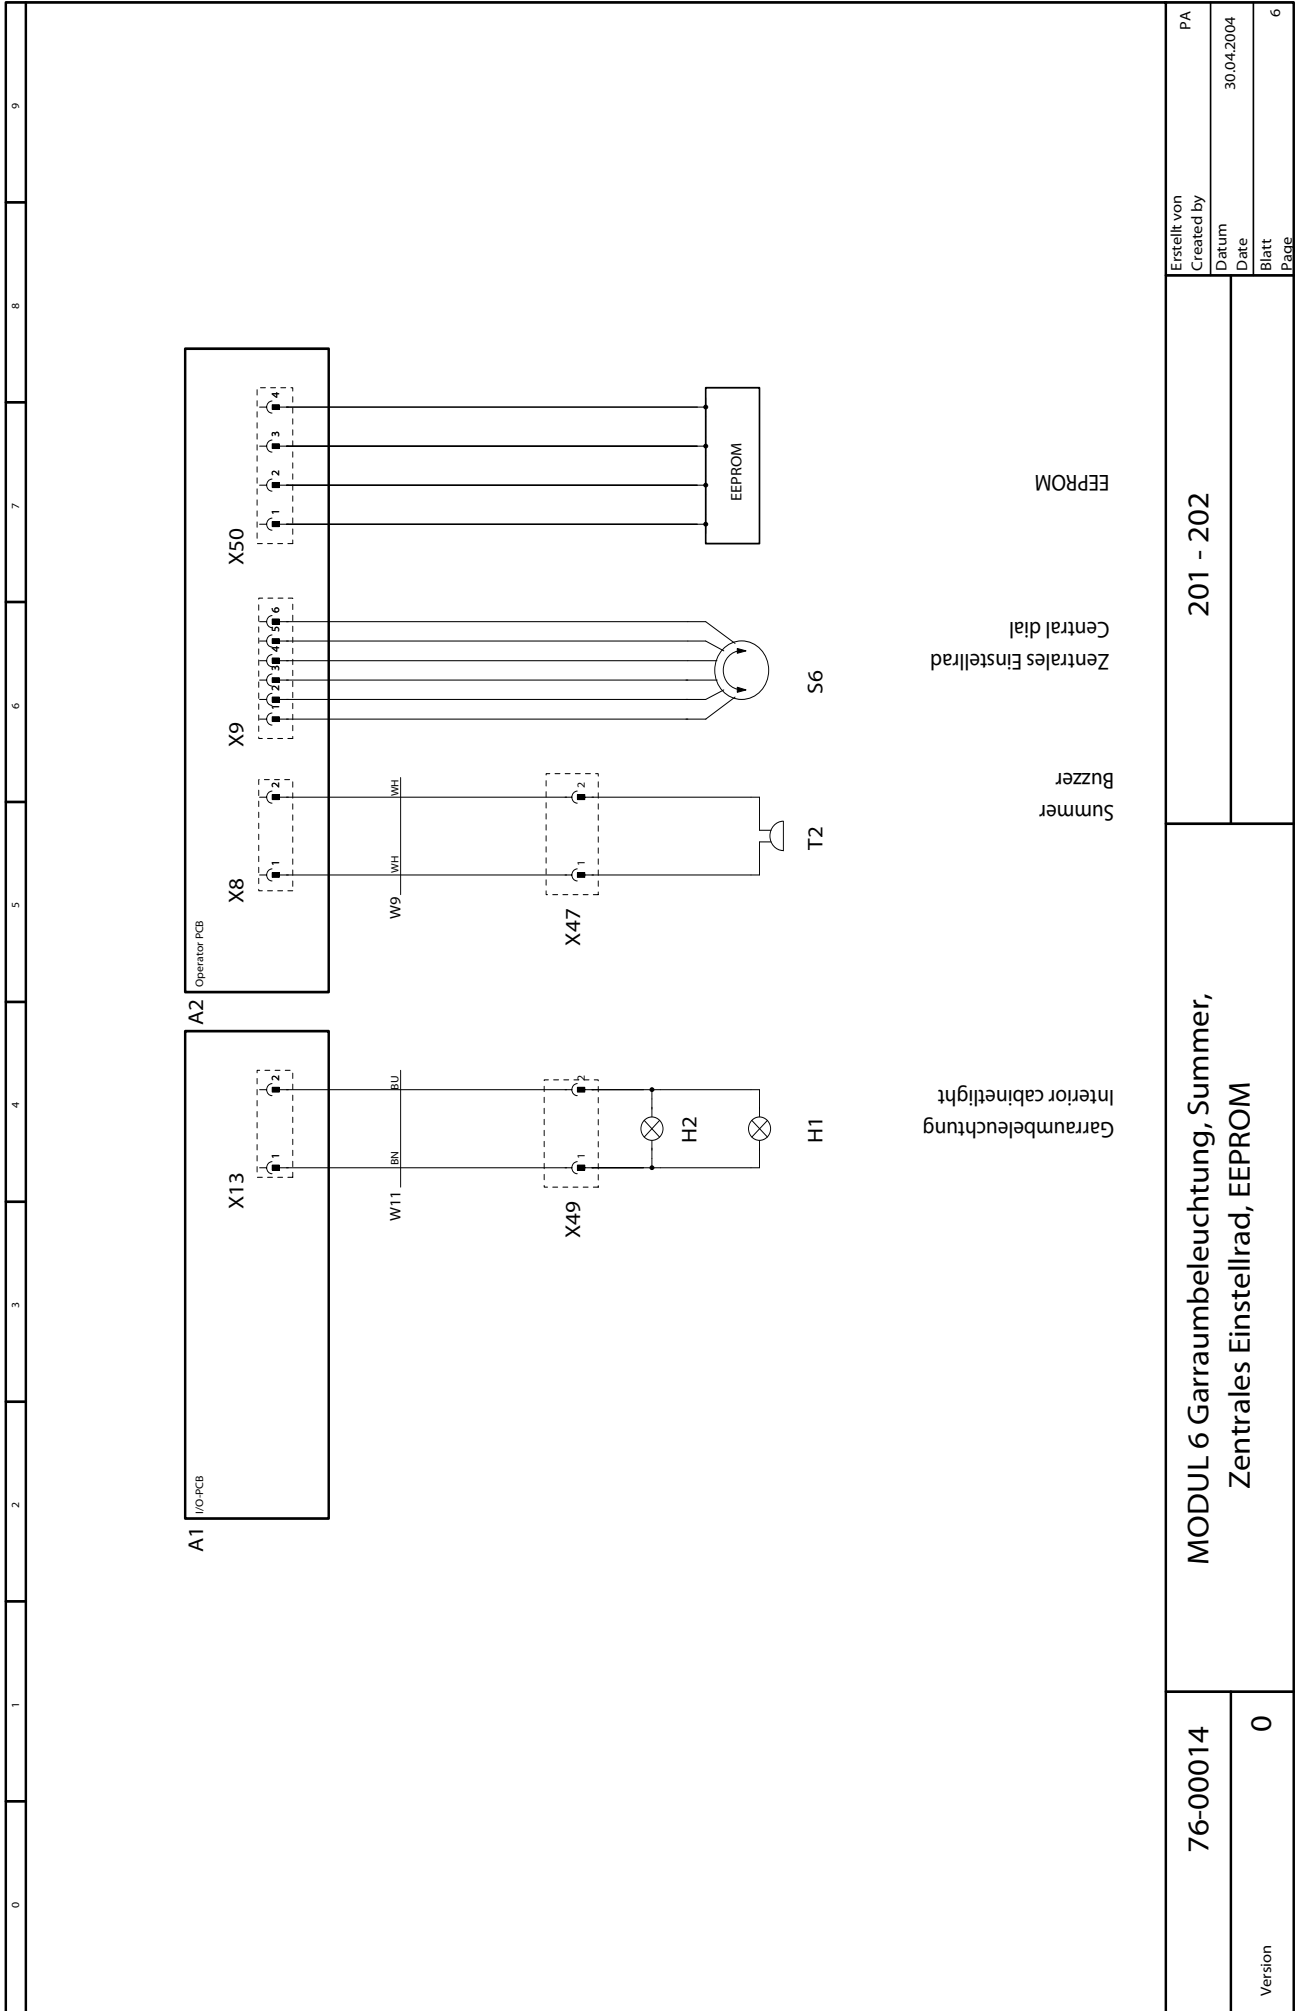 0
1
2
3
4
5
6
7
8
9
A1
I/O-PCB
A2
Operator PCB
X13
1
2
X8
1
2
X9
1
2
3
4
5
6
X50
1
2
3
4
W11
BN
BU
W9
WH
WH
X49
1
2
X47
1
2
H2
H1
T2
S6
EEPROM
Garraumbeleuchtung
Interior cabinetlight
Summer
Buzzer
Zentrales Einstellrad
Central dial
EEPROM
76-00014
Version
0
MODUL 6 Garraumbeleuchtung, Summer,
Zentrales Einstellrad, EEPROM
201 - 202
Erstellt von
Created by
PA
Datum
Date
30.04.2004
Blatt
Page
6